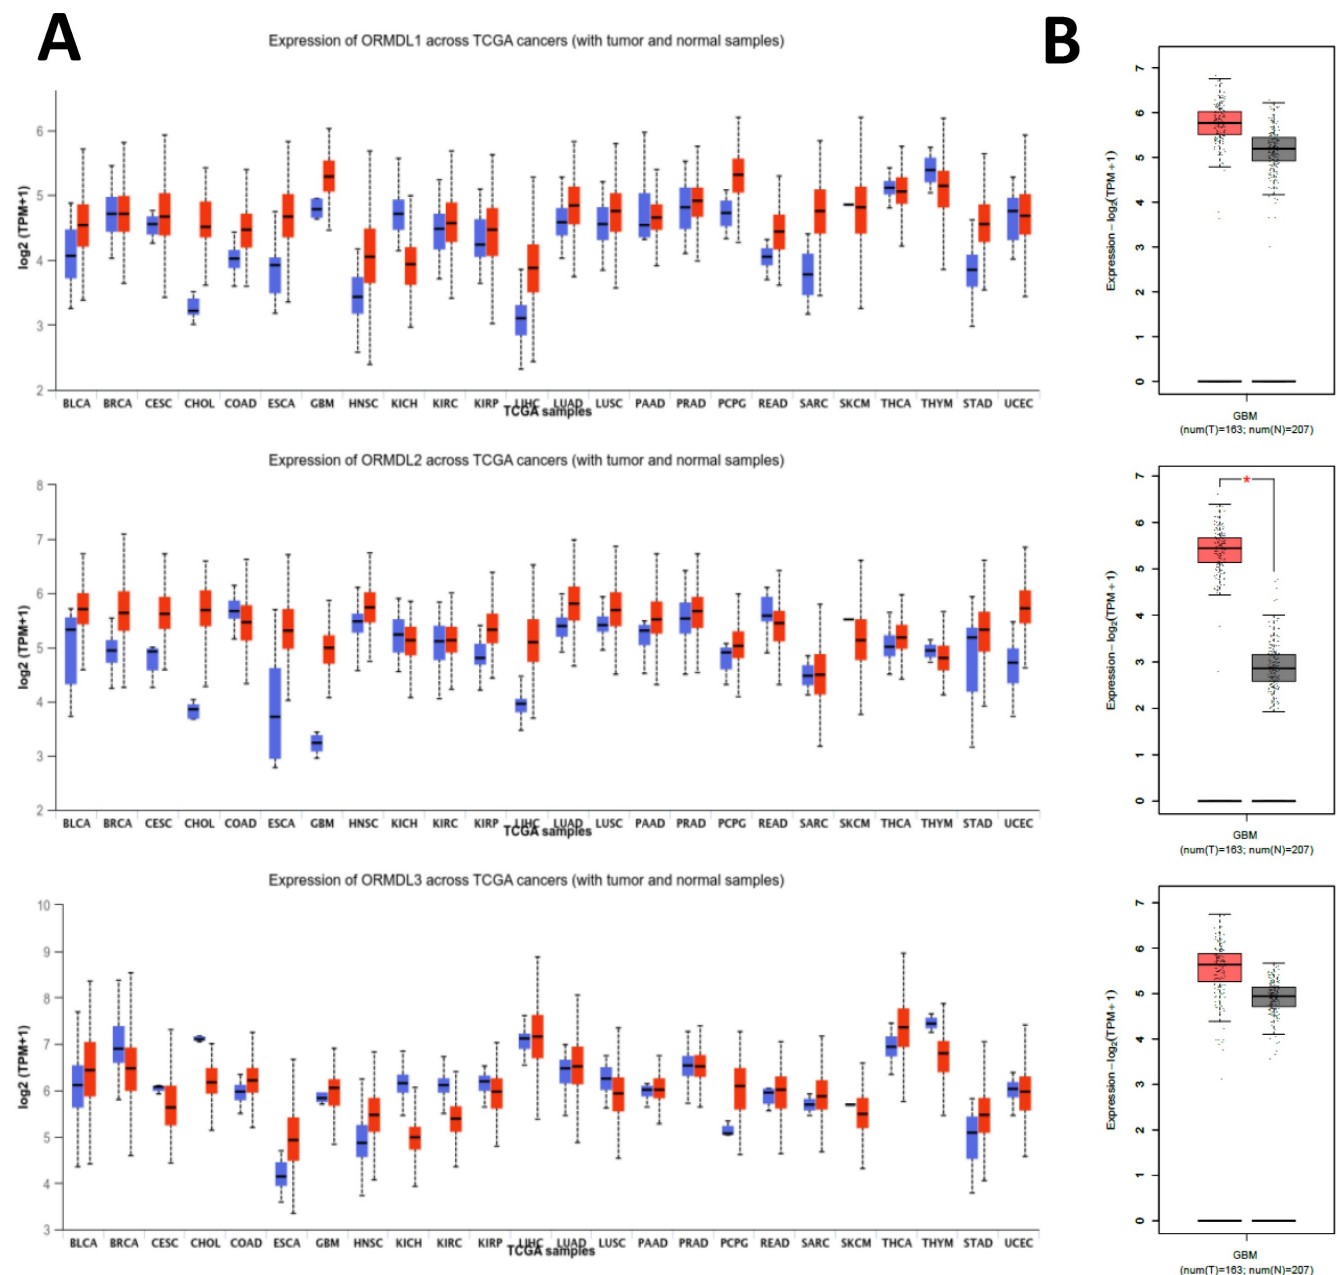 A
B
Expression of ORMDL1 across TCGA cancers (with tumor and normal samples)
log2 (TPM+1)
6
5
4
3
2
BLCA BRCA CESC CHOL COAD ESCA GBM HNSC KICH KIRC KIRP LIHC LUAD LUSC PAAD PRAD PCPG READ SARC SKCM THCA THYM STAD UCEC
TCGA samples
Expression − log2(TPM + 1)
7
6
5
4
3
2
1
0
GBM
(num(T)=163; num(N)=207)
Expression of ORMDL2 across TCGA cancers (with tumor and normal samples)
log2 (TPM+1)
8
7
6
5
4
3
2
BLCA BRCA CESC CHOL COAD ESCA GBM HNSC KICH KIRC KIRP LIHC LUAD LUSC PAAD PRAD PCPG READ SARC SKCM THCA THYM STAD UCEC
TCGA samples
Expression − log2(TPM + 1)
7
6
5
4
3
2
1
0
*
GBM
(num(T)=163; num(N)=207)
Expression of ORMDL3 across TCGA cancers (with tumor and normal samples)
log2 (TPM+1)
10
9
8
7
6
5
4
3
BLCA BRCA CESC CHOL COAD ESCA GBM HNSC KICH KIRC KIRP LIHC LUAD LUSC PAAD PRAD PCPG READ SARC SKCM THCA THYM STAD UCEC
TCGA samples
Expression − log2(TPM + 1)
7
6
5
4
3
2
1
0
GBM
(num(T)=163; num(N)=207)